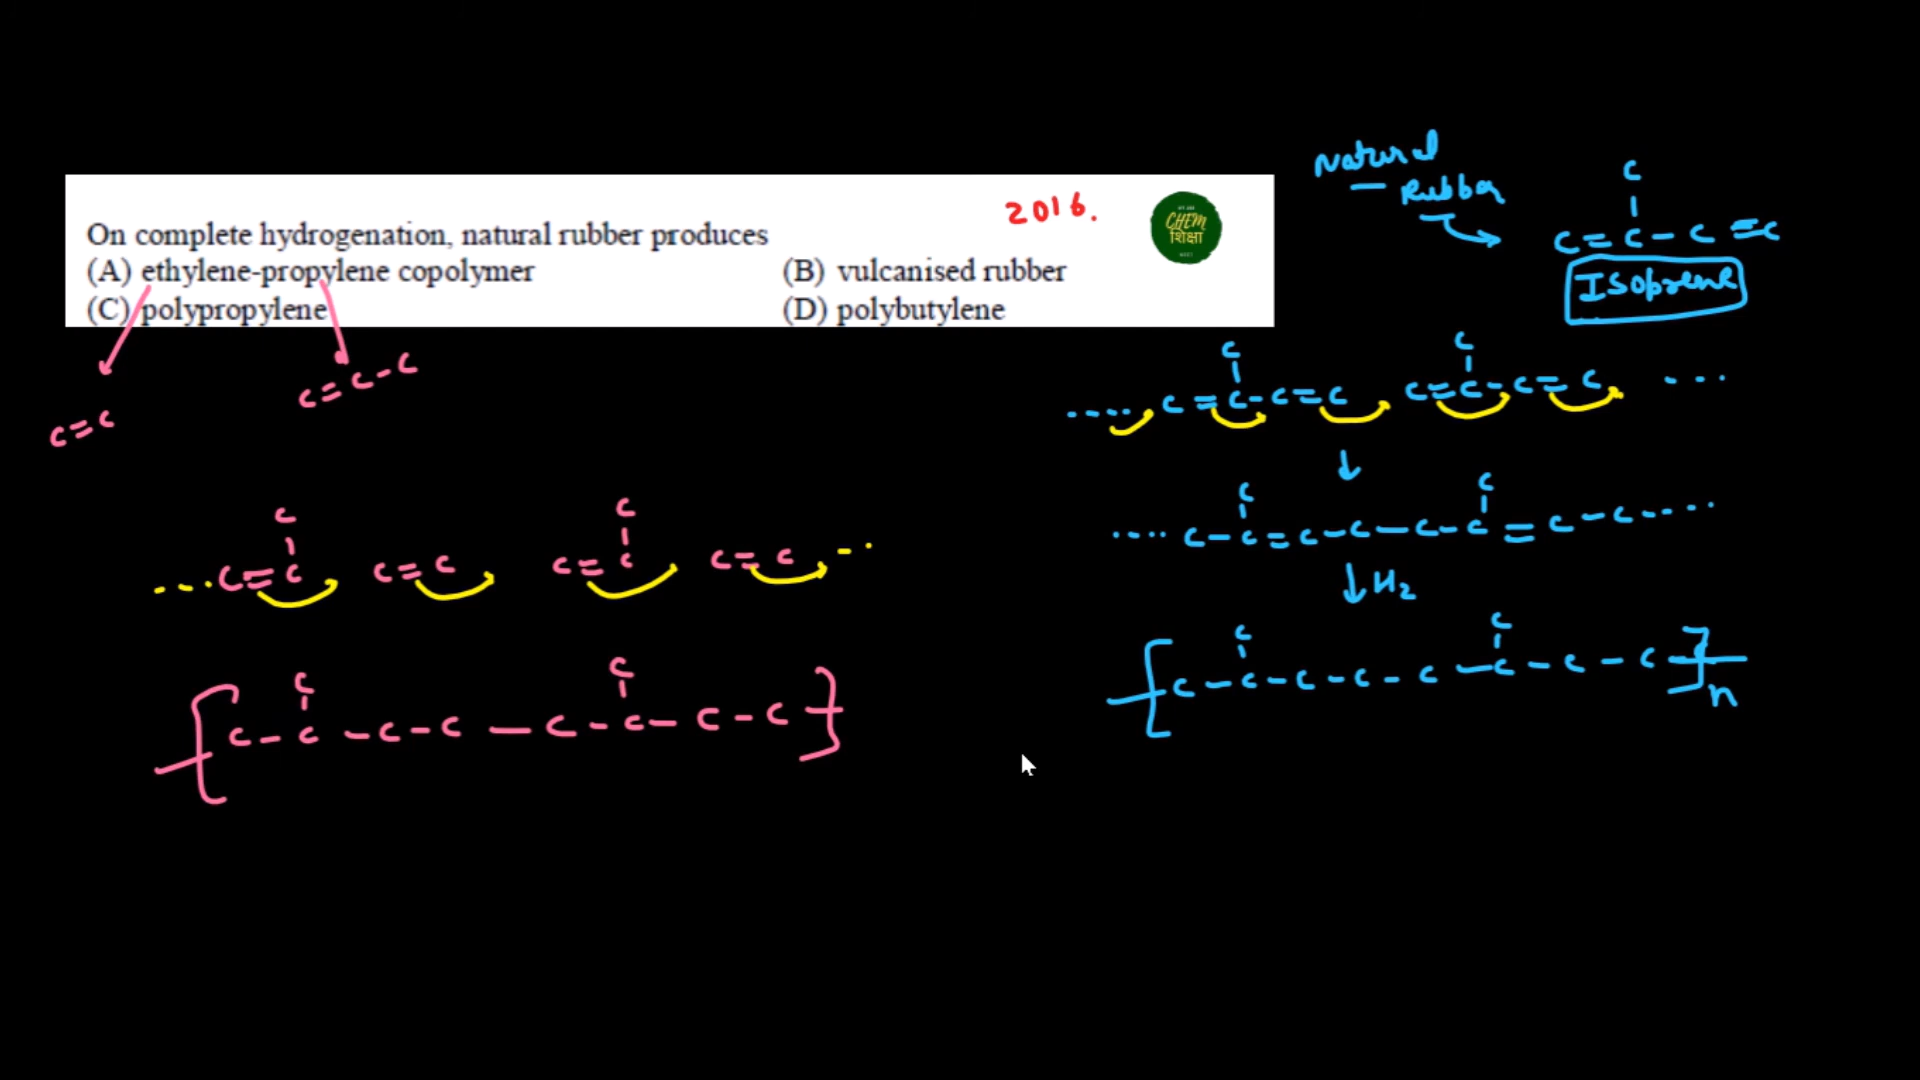 2016.
CHEM
शिक्षा
On complete hydrogenation, natural rubber produces
(A) ethylene-propylene copolymer
(B) vulcanised rubber
(C) polypropylene
(D) polybutylene
Natural
Rubber
C
C=C-C=C
Isoprene
C=C
C=C-C
C C
..... C=C-C=C C=C-C=C ...
C C
.... C-C=C-C-C-C=C-C....
H2
C C
[C-C-C-C-C-C-C-C]n
C C
...C=C C=C C=C C=C ...
C C
[C-C-C-C-C-C-C-C]